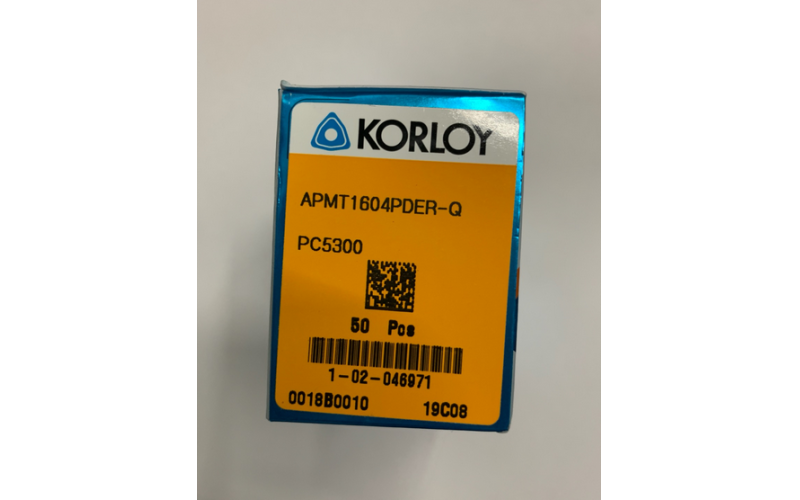 KORLOY
APMT1604PDER-Q
PC5300
50 Pcs
1-02-046971
0018B0010 19C08